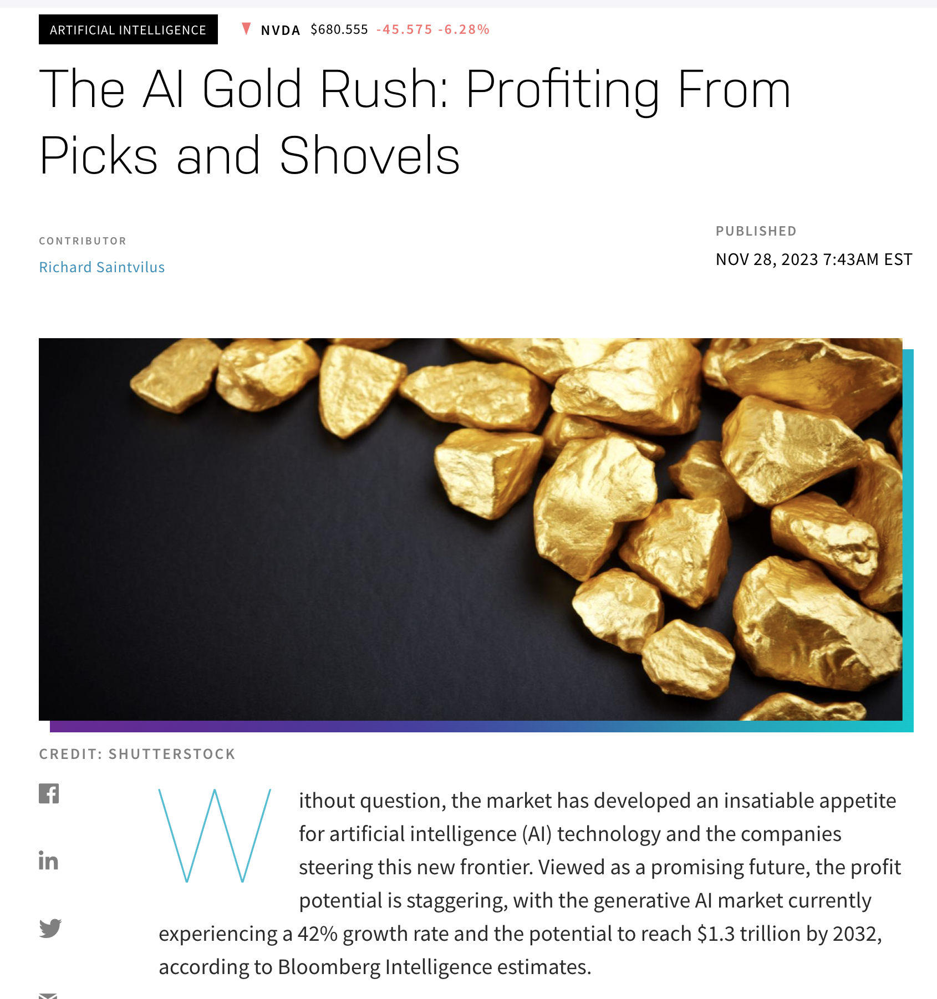 ARTIFICIAL INTELLIGENCE
NVDA $680.555 -45.575 -6.28%
The AI Gold Rush: Profiting From
Picks and Shovels
CONTRIBUTOR
Richard Saintvilus
PUBLISHED
NOV 28, 2023 7:43AM EST
CREDIT: SHUTTERSTOCK
Without question, the market has developed an insatiable appetite
for artificial intelligence (AI) technology and the companies
steering this new frontier. Viewed as a promising future, the profit
potential is staggering, with the generative AI market currently
experiencing a 42% growth rate and the potential to reach $1.3 trillion by 2032,
according to Bloomberg Intelligence estimates.